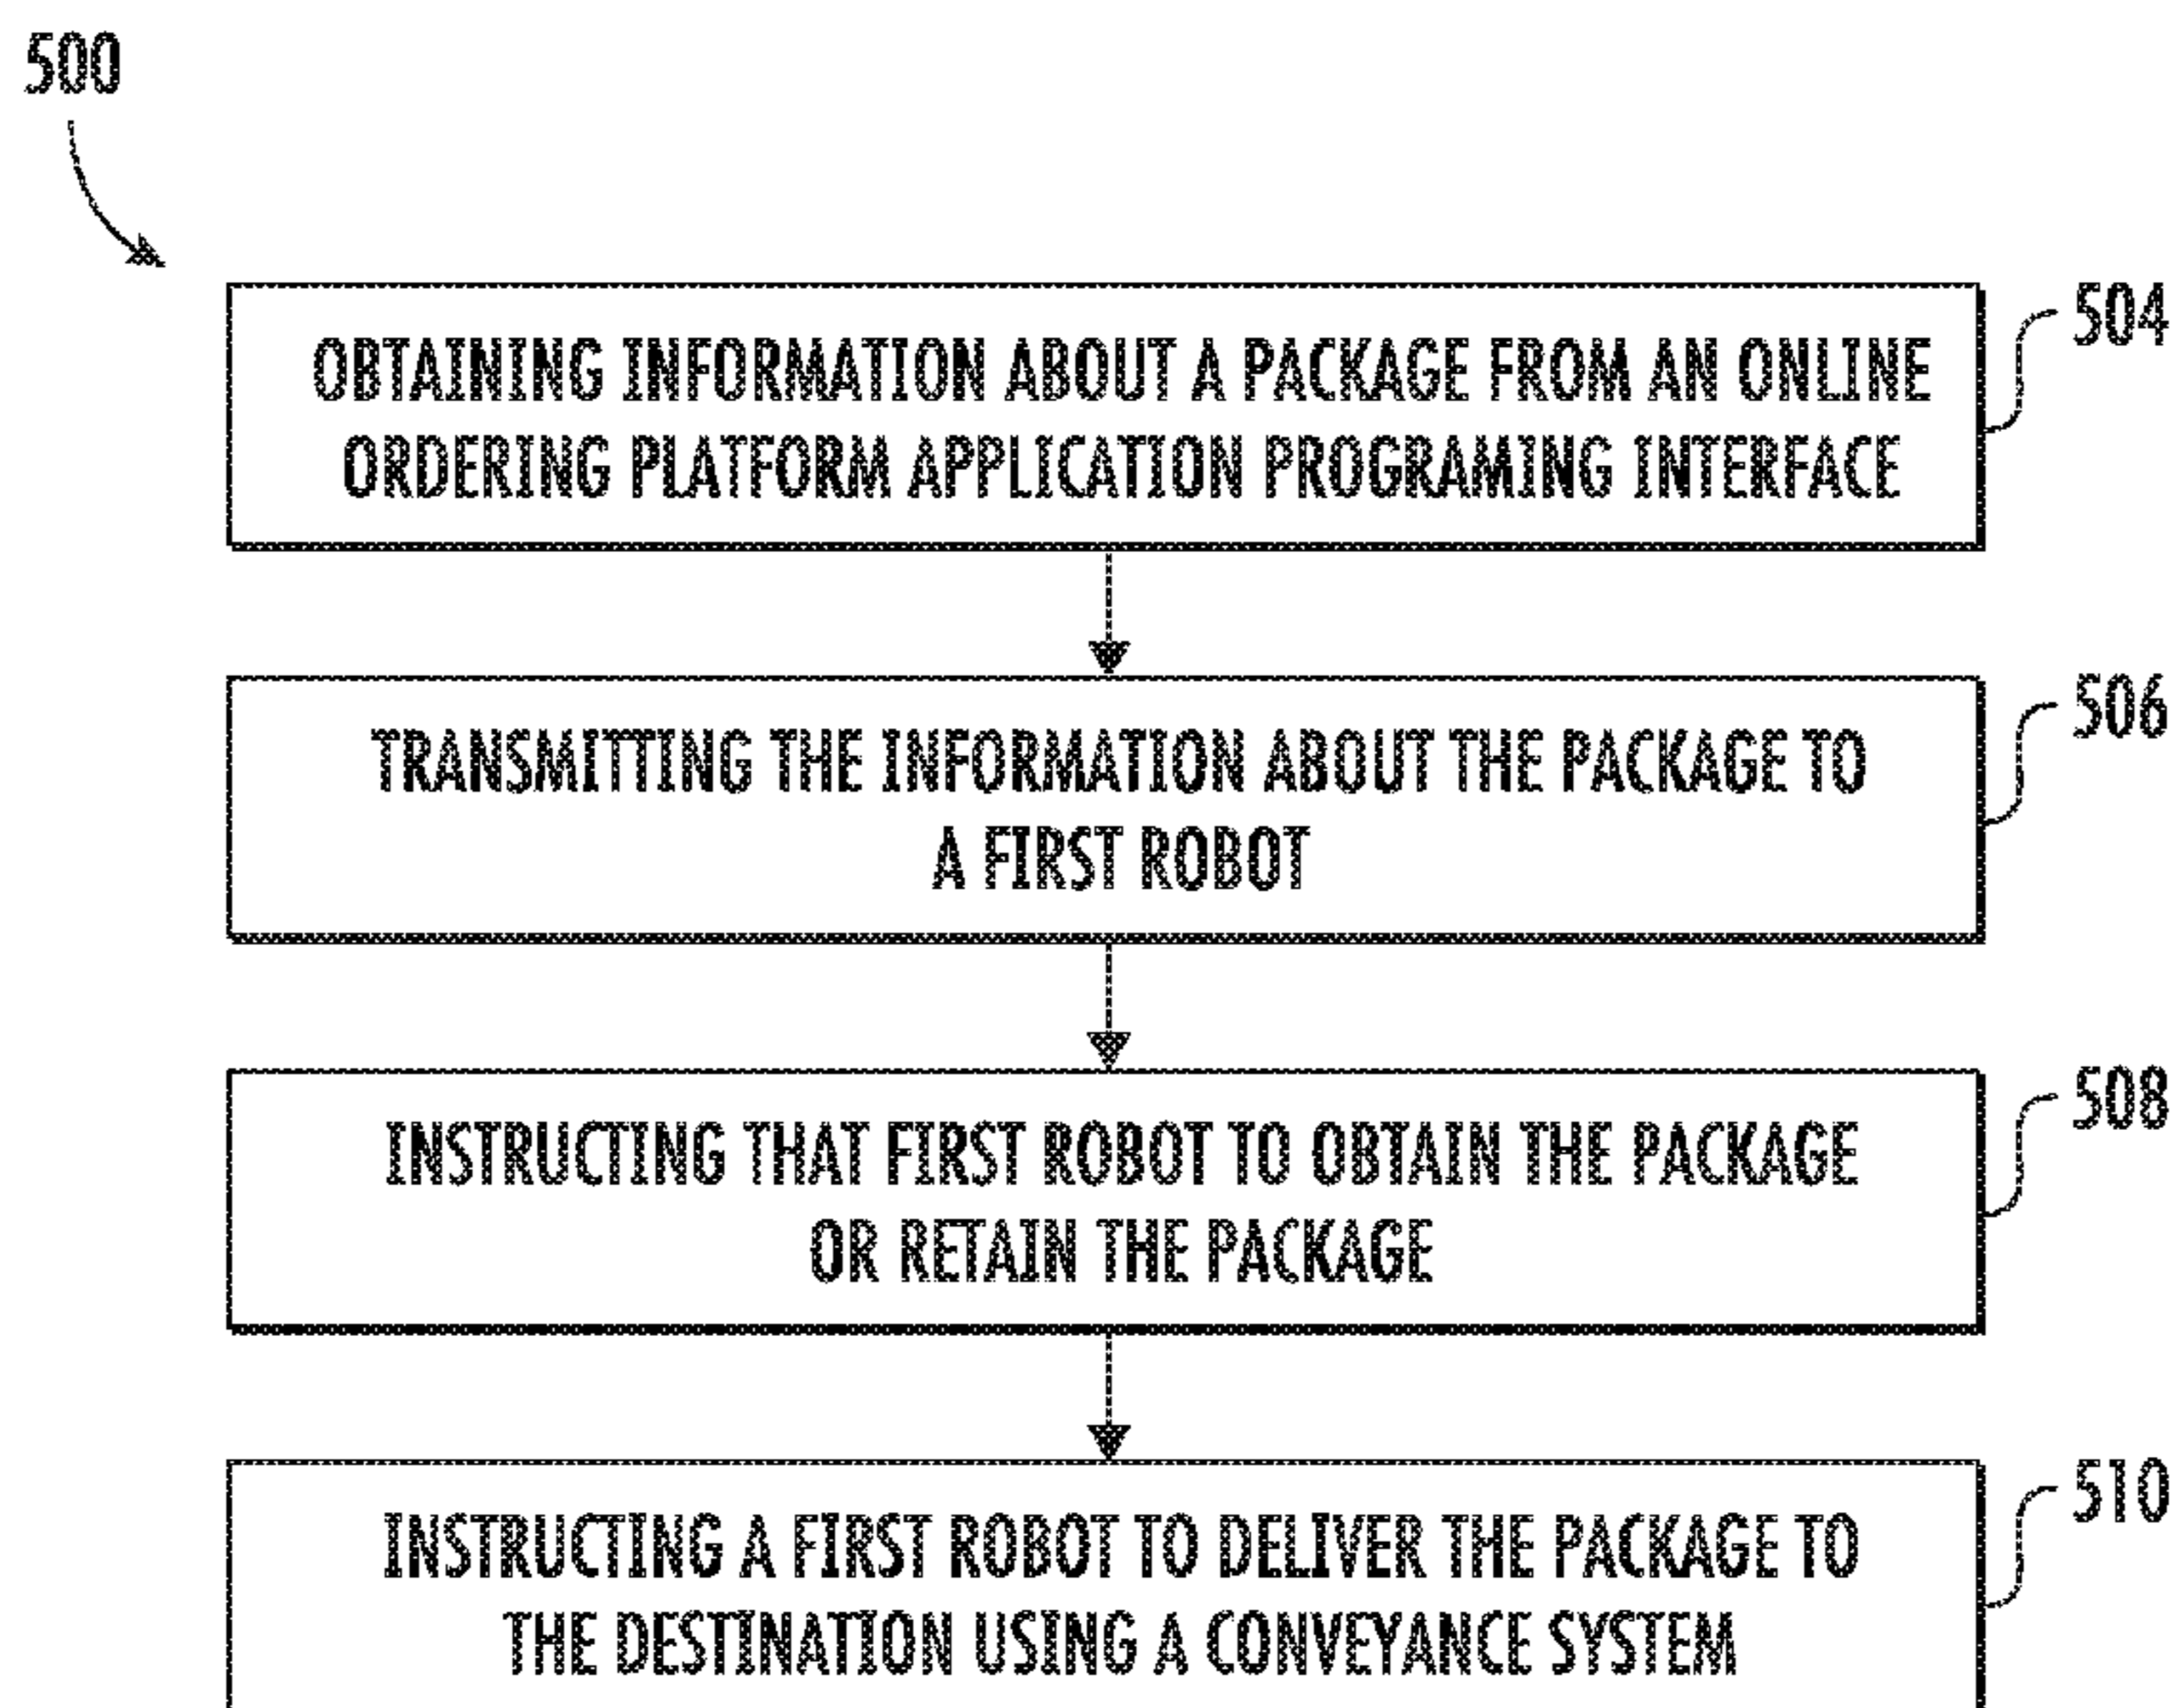 500
OBTAINING INFORMATION ABOUT A PACKAGE FROM AN ONLINE
ORDERING PLATFORM APPLICATION PROGRAMING INTERFACE
504
TRANSMITTING THE INFORMATION ABOUT THE PACKAGE TO
A FIRST ROBOT
506
INSTRUCTING THAT FIRST ROBOT TO OBTAIN THE PACKAGE
OR RETAIN THE PACKAGE
508
INSTRUCTING A FIRST ROBOT TO DELIVER THE PACKAGE TO
THE DESTINATION USING A CONVEYANCE SYSTEM
510